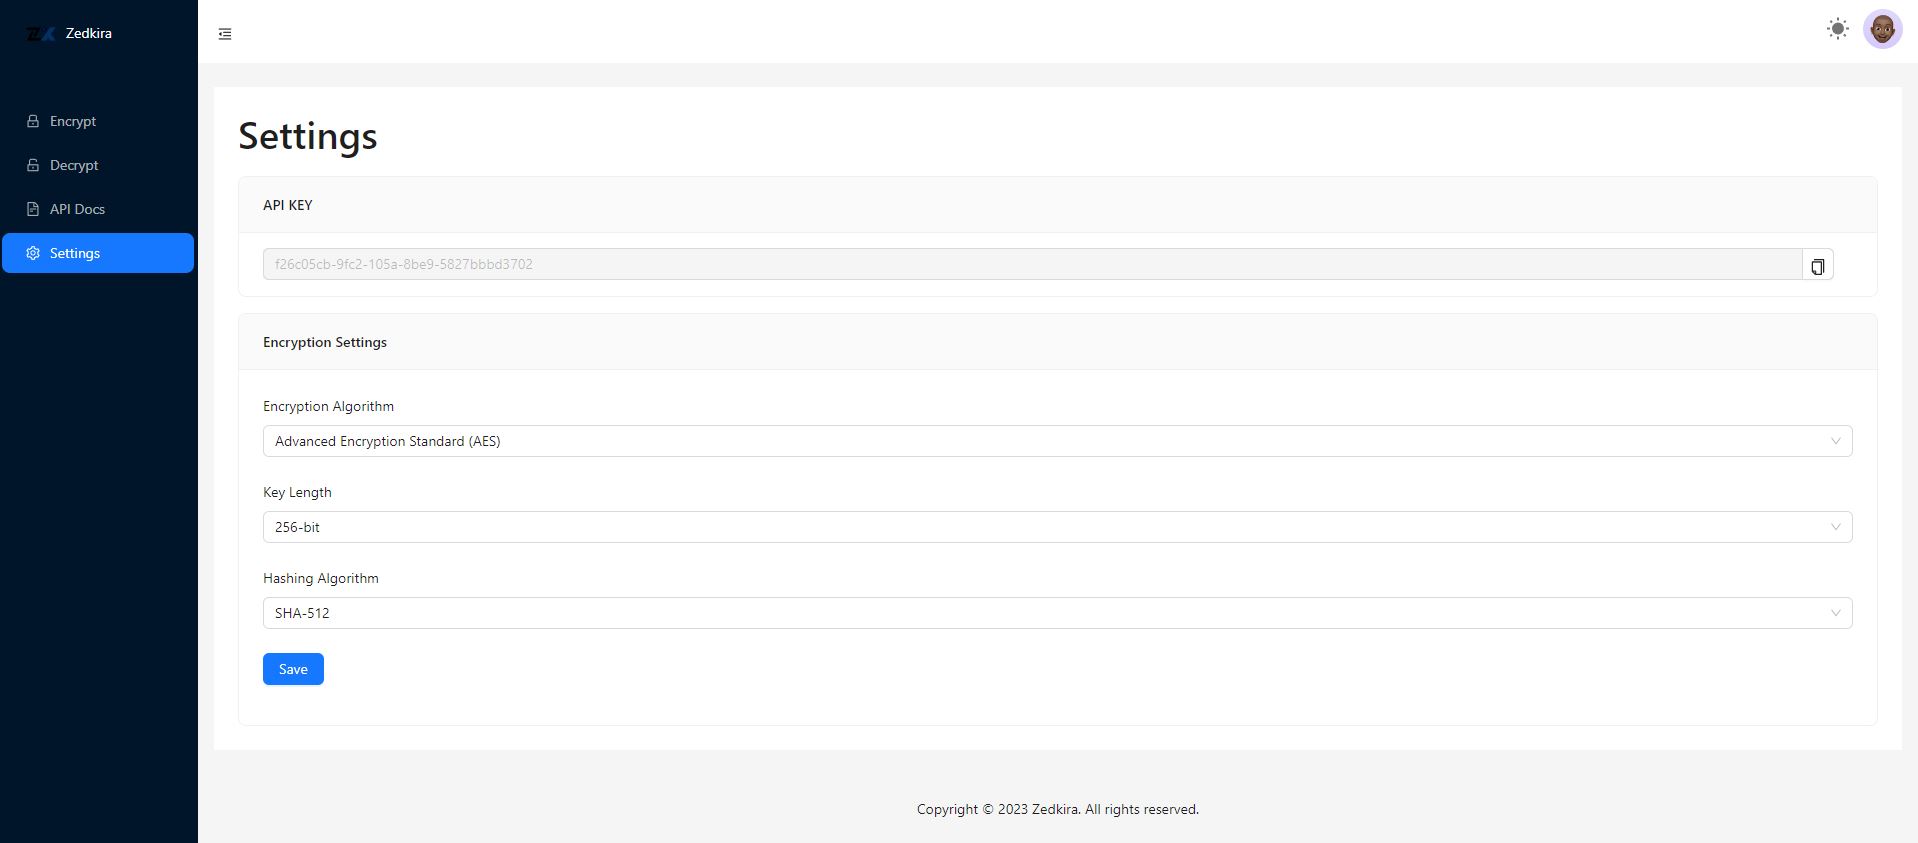 ZK Zedkira
Encrypt
Decrypt
API Docs
Settings
Settings
API KEY
f26c05cb-9fc2-105a-8be9-5827bbbd3702
Encryption Settings
Encryption Algorithm
Advanced Encryption Standard (AES)
Key Length
256-bit
Hashing Algorithm
SHA-512
Save
Copyright © 2023 Zedkira. All rights reserved.